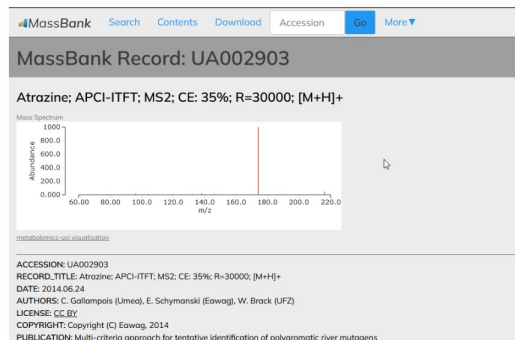 MassBank Search Contents Download Accession Go More▼
MassBank Record: UA002903
Atrazine; APCI-ITFT; MS2; CE: 35%; R=30000; [M+H]+
Mass Spectrum
1000
800.0
600.0
400.0
200.0
0.000
Abundance
60.00 80.00 100.0 120.0 140.0 160.0 180.0 200.0 220.0
m/z
metabolomics-usi visualisation
ACCESSION: UA002903
RECORD_TITLE: Atrazine; APCI-ITFT; MS2; CE: 35%; R=30000; [M+H]+
DATE: 2014.06.24
AUTHORS: C. Gallampois (Umea), E. Schymanski (Eawag), W. Brack (UFZ)
LICENSE: CC BY
COPYRIGHT: Copyright (C) Eawag, 2014
PUBLICATION: Multi-criteria approach for tentative identification of polyaromatic river mutagens